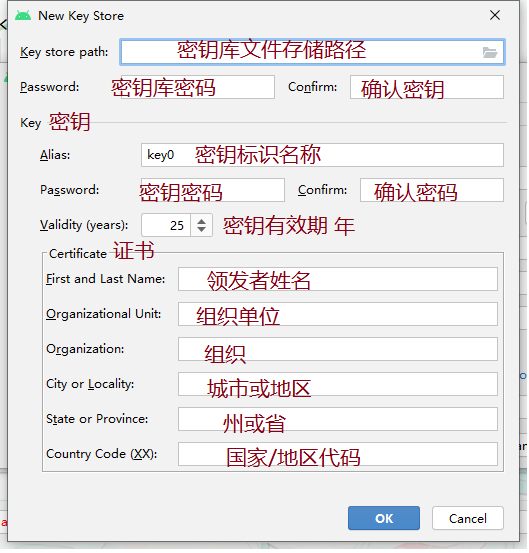 New Key Store
Key store path: 密钥库文件存储路径
Password: 密钥库密码 Confirm: 确认密钥
Key 密钥
Alias: key0 密钥标识名称
Password: 密钥密码 Confirm: 确认密码
Validity (years): 25 密钥有效期 年
Certificate 证书
First and Last Name: 领发者姓名
Organizational Unit: 组织单位
Organization: 组织
City or Locality: 城市或地区
State or Province: 州或省
Country Code (XX): 国家/地区代码
OK Cancel